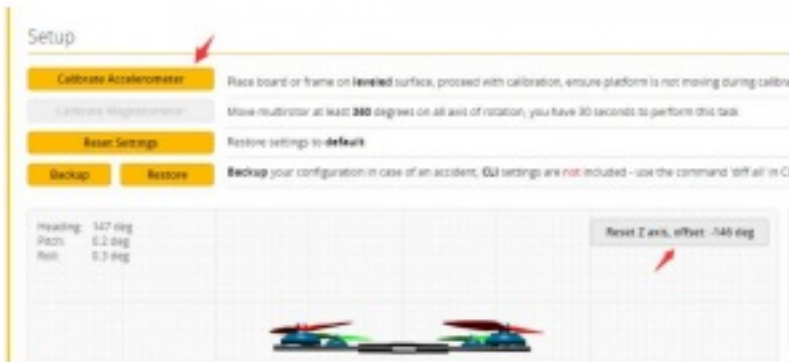 Setup
Calibrate Accelerometer
Place board or frame on leveled surface, proceed with calibration, ensure platform is not moving during calibra
Calibrate Magnetometer
Move multirotor at least 360 degrees on all axis of rotation, you have 30 seconds to perform this task
Reset Settings
Restore settings to default
Backup Restore
Backup your configuration in case of an accident, CLI settings are not included - use the command 'diff all' in C
Heading: 147 deg
Pitch: 0.2 deg
Roll: 0.3 deg
Reset Z axis, offset: -146 deg